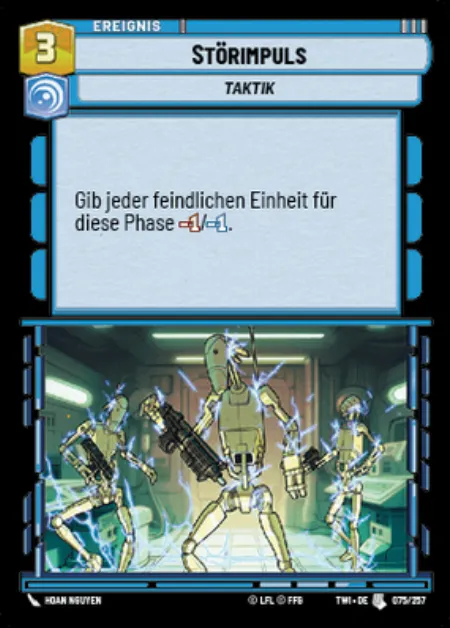 EREIGNIS
3
STÖRIMPULS
TAKTIK
Gib jeder feindlichen Einheit für
diese Phase -1/-1.
HOAN NGUYEN
© LFL © FFG
TWI • DE
075/257